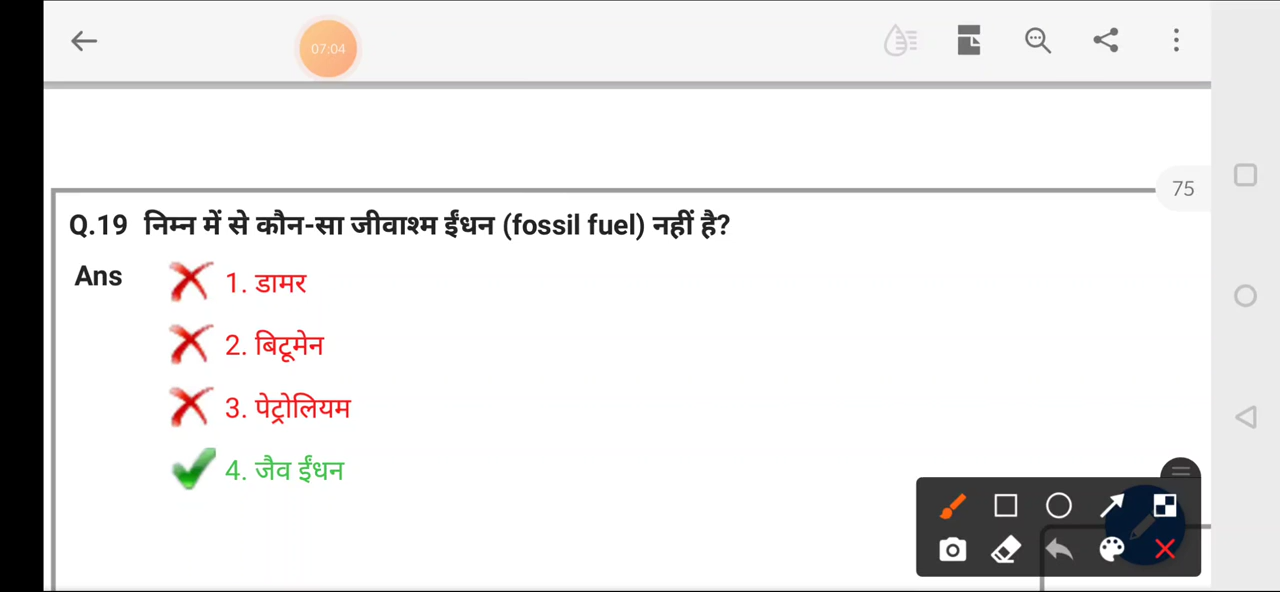 07:04
75
Q.19 निम्न में से कौन-सा जीवाश्म ईंधन (fossil fuel) नहीं है?
Ans
1. डामर
2. बिटूमेन
3. पेट्रोलियम
4. जैव ईंधन